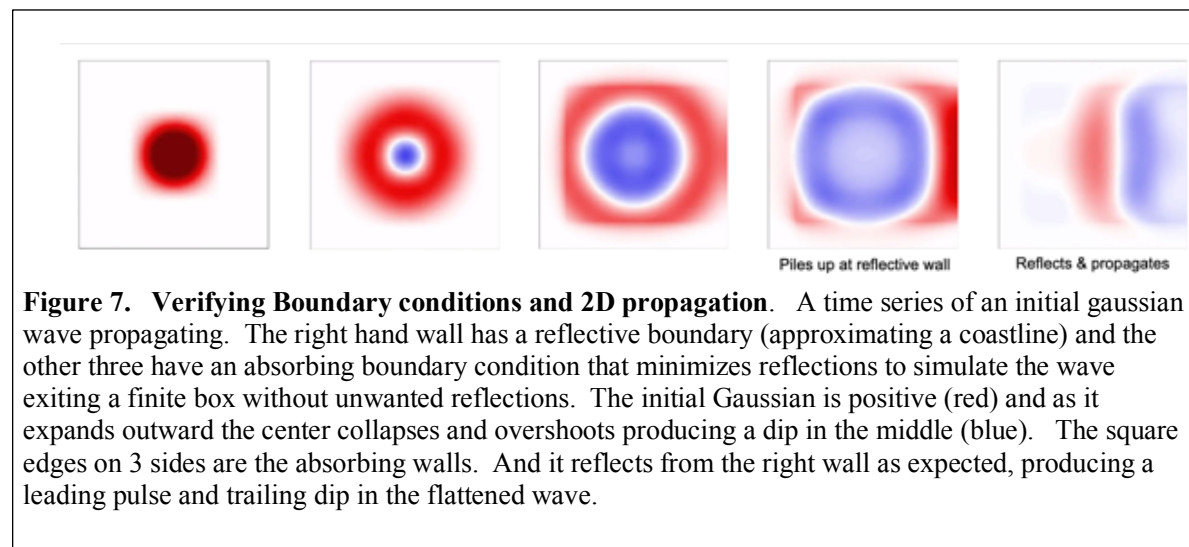 Piles up at reflective wall
Reflects & propagates
Figure 7. Verifying Boundary conditions and 2D propagation. A time series of an initial gaussian
wave propagating. The right hand wall has a reflective boundary (approximating a coastline) and the
other three have an absorbing boundary condition that minimizes reflections to simulate the wave
exiting a finite box without unwanted reflections. The initial Gaussian is positive (red) and as it
expands outward the center collapses and overshoots producing a dip in the middle (blue). The square
edges on 3 sides are the absorbing walls. And it reflects from the right wall as expected, producing a
leading pulse and trailing dip in the flattened wave.